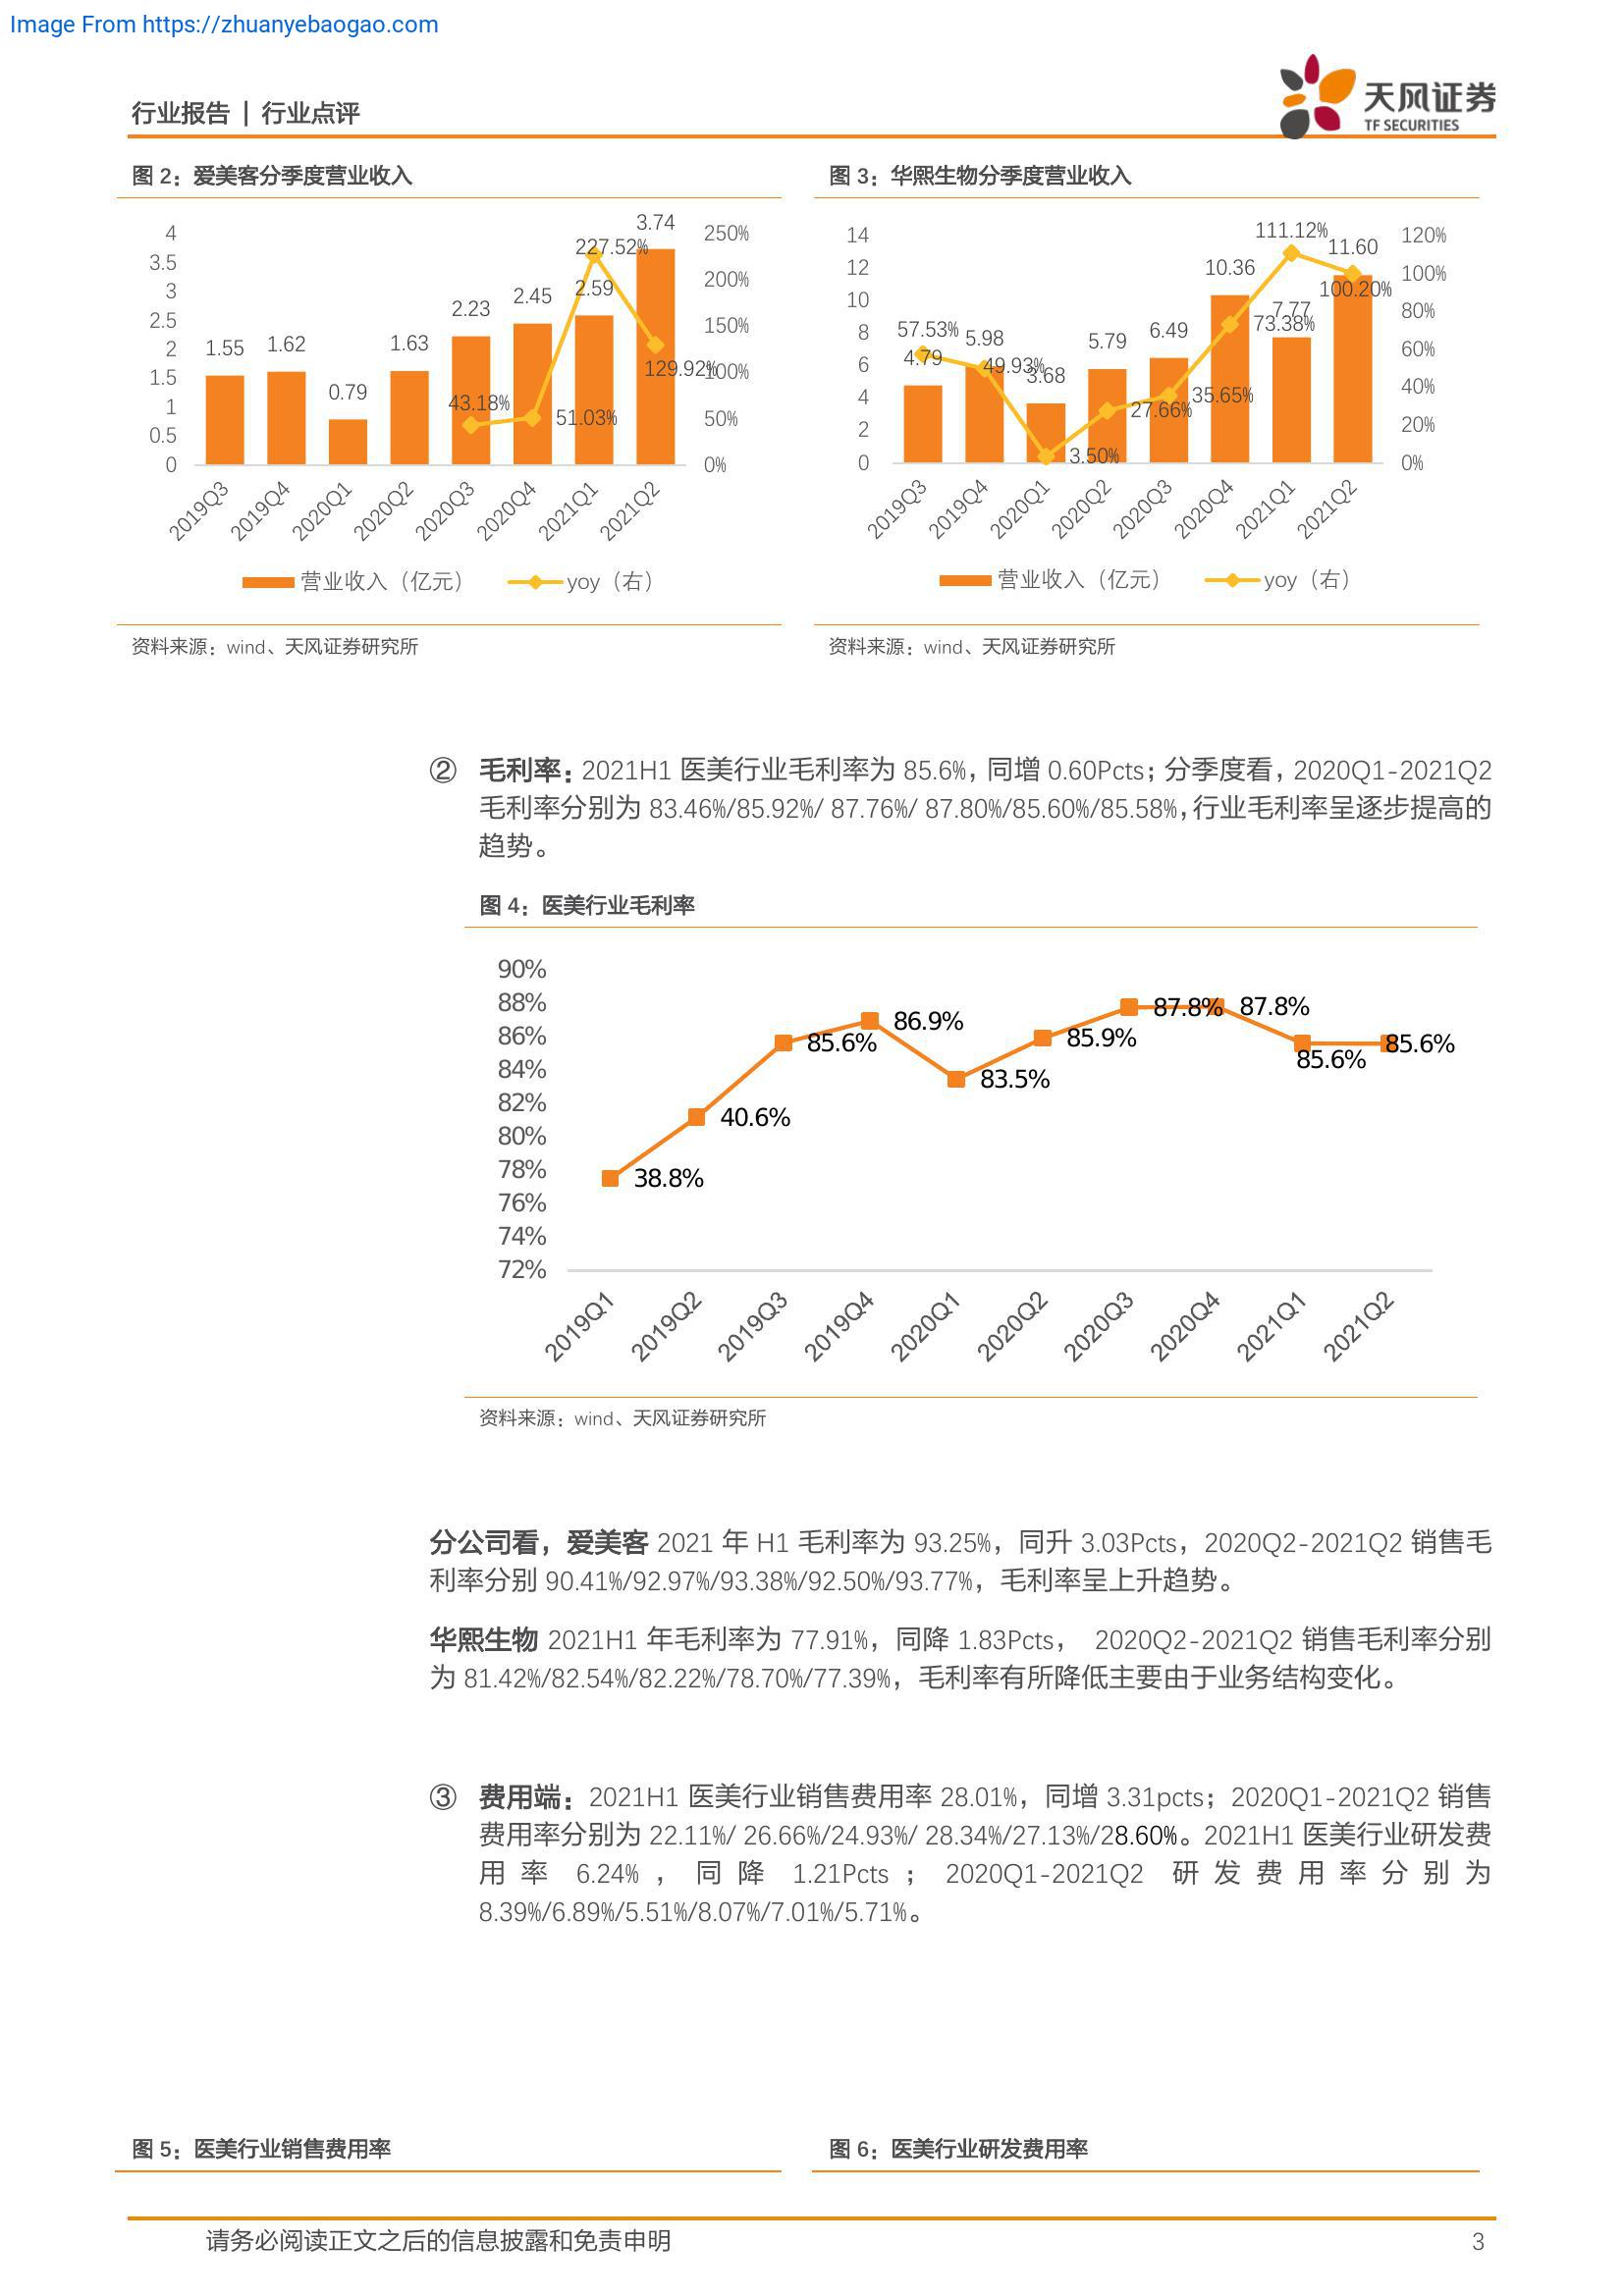 Image From https://zhuanyebaogao.com
行业报告 | 行业点评
天风证券
TF SECURITIES
图 2：爱美客分季度营业收入
4
3.5
3
2.5
2
1.5
1
0.5
0
250%
200%
150%
100%
50%
0%
1.55
1.62
0.79
1.63
2.23
2.45
2.59
3.74
43.18%
51.03%
227.52%
129.92%
2019Q3
2019Q4
2020Q1
2020Q2
2020Q3
2020Q4
2021Q1
2021Q2
营业收入（亿元）
yoy（右）
资料来源：wind、天风证券研究所
图 3：华熙生物分季度营业收入
14
12
10
8
6
4
2
0
120%
100%
80%
60%
40%
20%
0%
4.79
5.98
3.68
5.79
6.49
10.36
7.77
11.60
57.53%
49.93%
3.50%
27.66%
35.65%
73.38%
111.12%
100.20%
2019Q3
2019Q4
2020Q1
2020Q2
2020Q3
2020Q4
2021Q1
2021Q2
营业收入（亿元）
yoy（右）
资料来源：wind、天风证券研究所
② 毛利率：2021H1 医美行业毛利率为 85.6%，同增 0.60Pcts；分季度看，2020Q1-2021Q2
毛利率分别为 83.46%/85.92%/ 87.76%/ 87.80%/85.60%/85.58%，行业毛利率呈逐步提高的
趋势。
图 4：医美行业毛利率
90%
88%
86%
84%
82%
80%
78%
76%
74%
72%
38.8%
40.6%
85.6%
86.9%
83.5%
85.9%
87.8%
87.8%
85.6%
85.6%
2019Q1
2019Q2
2019Q3
2019Q4
2020Q1
2020Q2
2020Q3
2020Q4
2021Q1
2021Q2
资料来源：wind、天风证券研究所
分公司看，爱美客 2021 年 H1 毛利率为 93.25%，同升 3.03Pcts，2020Q2-2021Q2 销售毛
利率分别 90.41%/92.97%/93.38%/92.50%/93.77%，毛利率呈上升趋势。
华熙生物 2021H1 年毛利率为 77.91%，同降 1.83Pcts， 2020Q2-2021Q2 销售毛利率分别
为 81.42%/82.54%/82.22%/78.70%/77.39%，毛利率有所降低主要由于业务结构变化。
③ 费用端：2021H1 医美行业销售费用率 28.01%，同增 3.31pcts；2020Q1-2021Q2 销售
费用率分别为 22.11%/ 26.66%/24.93%/ 28.34%/27.13%/28.60%。2021H1 医美行业研发费
用 率 6.24% ， 同 降 1.21Pcts ； 2020Q1-2021Q2 研 发 费 用 率 分 别 为
8.39%/6.89%/5.51%/8.07%/7.01%/5.71%。
图 5：医美行业销售费用率
图 6：医美行业研发费用率
请务必阅读正文之后的信息披露和免责申明
3